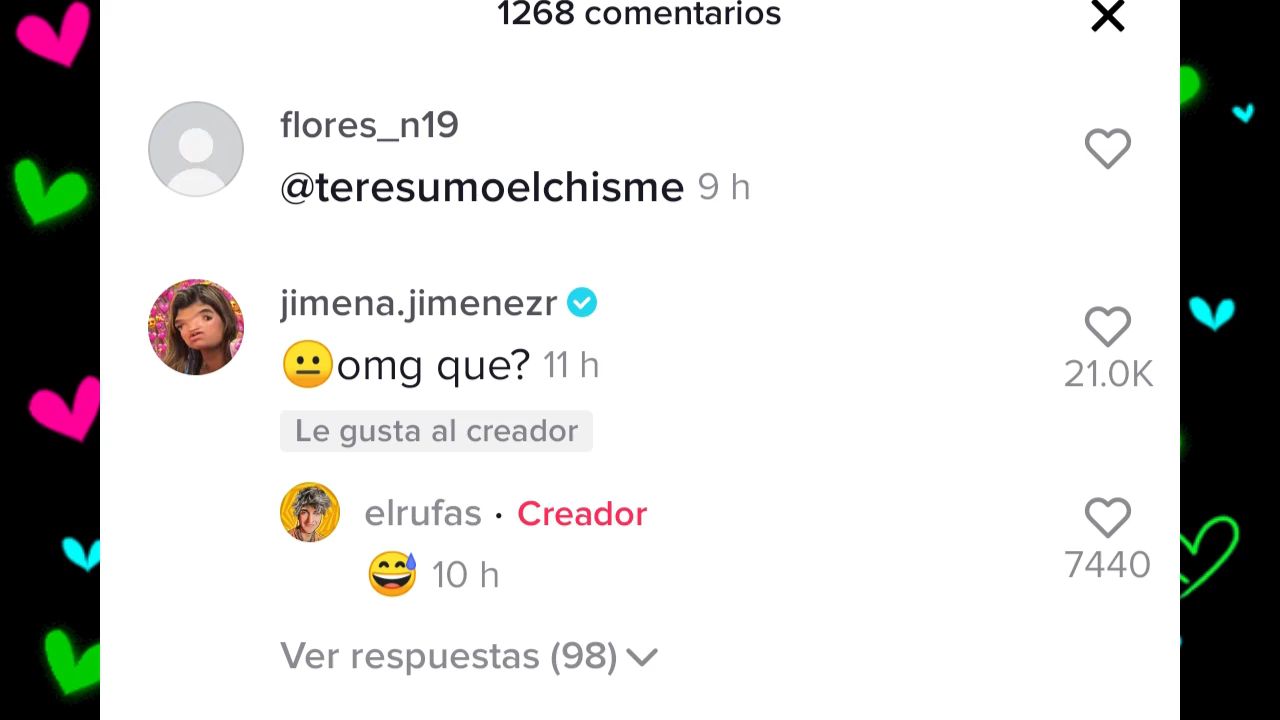 1268 comentarios
flores_n19
@teresumoelchisme 9 h
jimena.jimenezr
😐omg que? 11 h
21.0K
Le gusta al creador
elrufas · Creador
😅 10 h
7440
Ver respuestas (98)